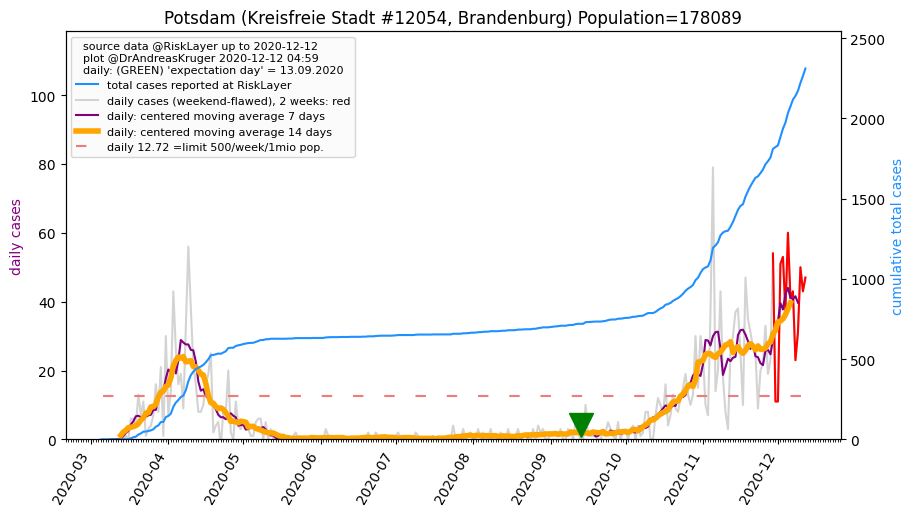 Potsdam (Kreisfreie Stadt #12054, Brandenburg) Population=178089
source data @RiskLayer up to 2020-12-12
plot @DrAndreasKruger 2020-12-12 04:59
daily: (GREEN) 'expectation day' = 13.09.2020
total cases reported at RiskLayer
daily cases (weekend-flawed), 2 weeks: red
daily: centered moving average 7 days
daily: centered moving average 14 days
daily 12.72 =limit 500/week/1mio pop.
daily cases
100
80
60
40
20
0
cumulative total cases
2500
2000
1500
1000
500
0
2020-03
2020-04
2020-05
2020-06
2020-07
2020-08
2020-09
2020-10
2020-11
2020-12